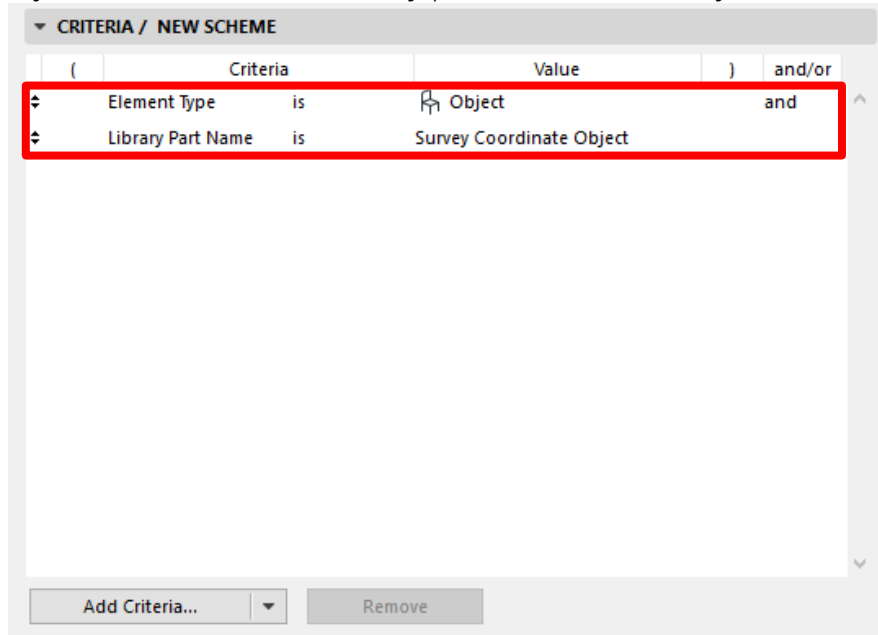 CRITERIA / NEW SCHEME
( Criteria Value ) and/or
Element Type is Object and
Library Part Name is Survey Coordinate Object
Add Criteria... Remove